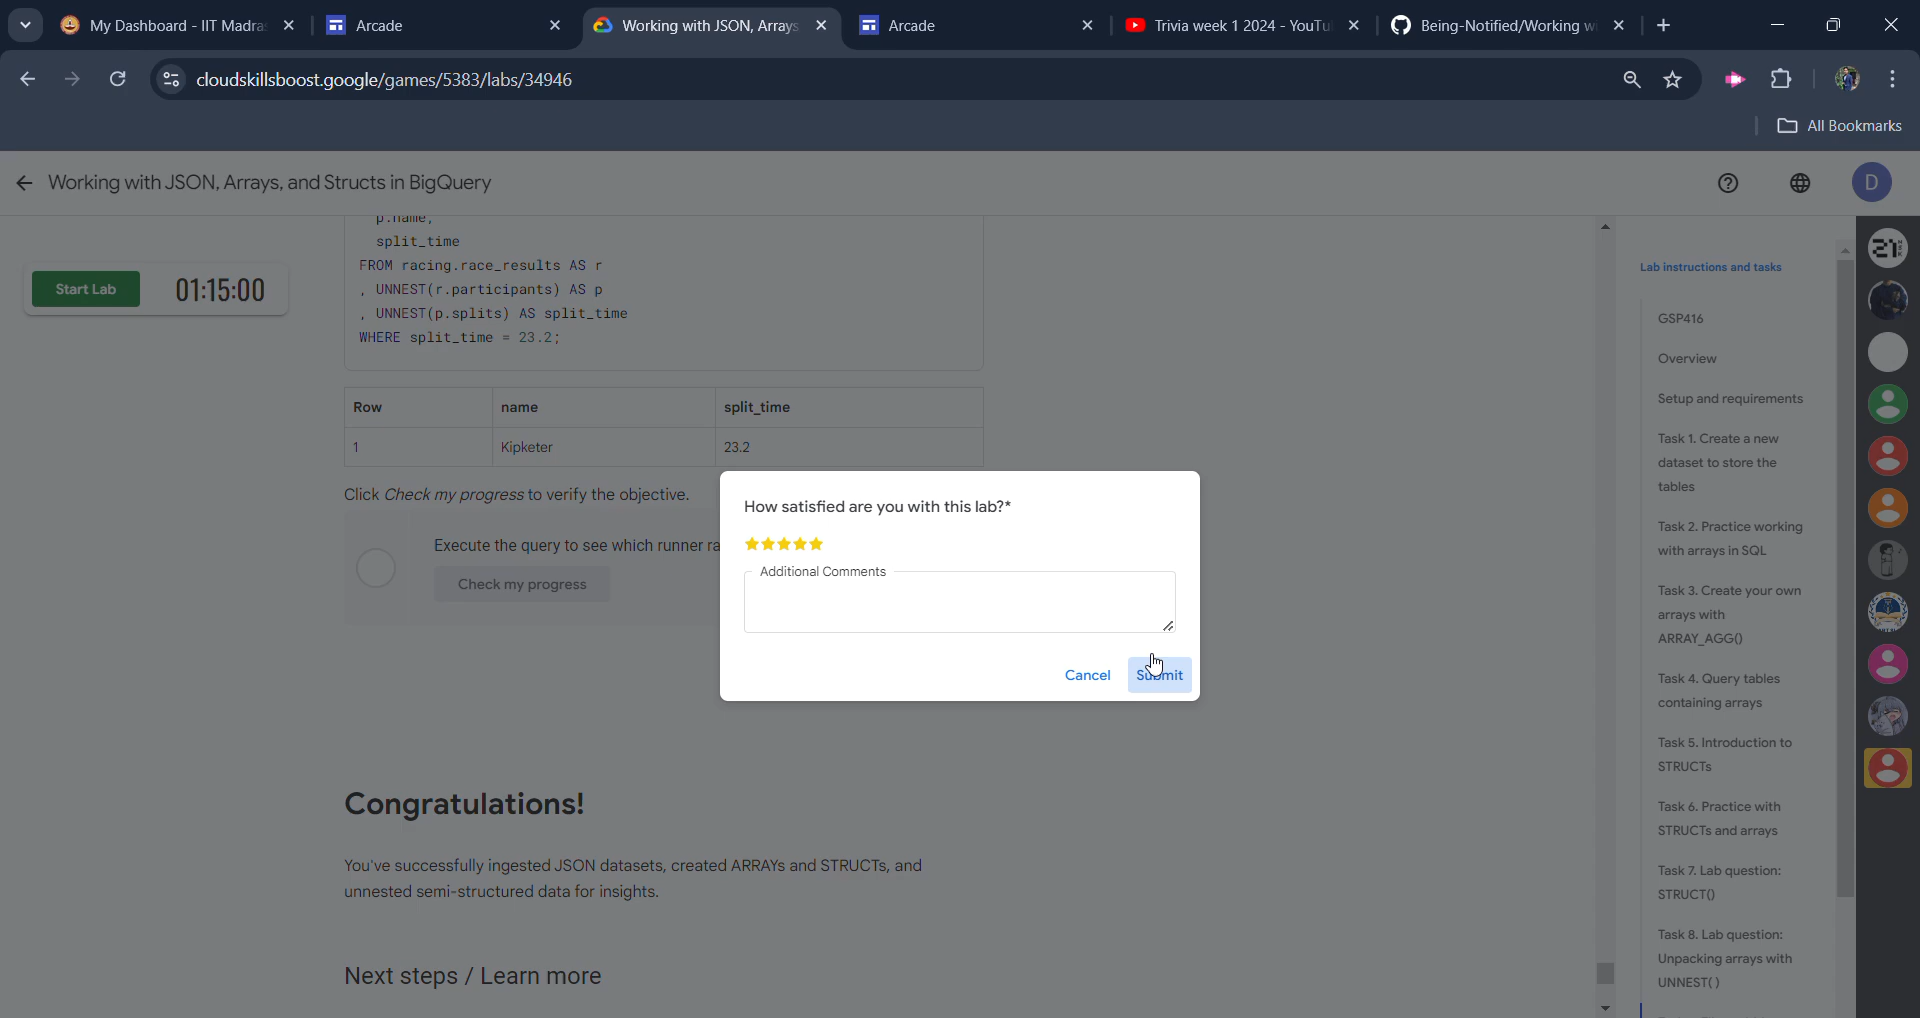 My Dashboard - IIT Madra
Arcade
Working with JSON, Arrays
Arcade
Trivia week 1 2024 - YouTu
Being-Notified/Working w
cloudskillsboost.google/games/5383/labs/34946
All Bookmarks
Working with JSON, Arrays, and Structs in BigQuery
D
Start Lab
01:15:00
p.name,
split_time
FROM racing.race_results AS r
, UNNEST(r.participants) AS p
, UNNEST(p.splits) AS split_time
WHERE split_time = 23.2;
Row name split_time
1 Kipketer 23.2
Click Check my progress to verify the objective.
Execute the query to see which runner ra
Check my progress
How satisfied are you with this lab?*
Additional Comments
Cancel
Submit
Congratulations!
You've successfully ingested JSON datasets, created ARRAYs and STRUCTs, and
unnested semi-structured data for insights.
Next steps / Learn more
Lab instructions and tasks
GSP416
Overview
Setup and requirements
Task 1. Create a new
dataset to store the
tables
Task 2. Practice working
with arrays in SQL
Task 3. Create your own
arrays with
ARRAY_AGG()
Task 4. Query tables
containing arrays
Task 5. Introduction to
STRUCTs
Task 6. Practice with
STRUCTs and arrays
Task 7. Lab question:
STRUCT()
Task 8. Lab question:
Unpacking arrays with
UNNEST( )